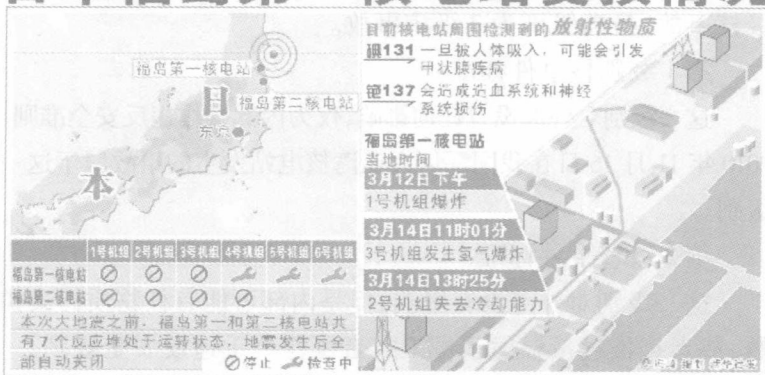 目前核电站周围检测到的放射性物质
碘131 一旦被人体吸入，可能会引发
甲状腺疾病
铯137 会造成造血系统和神经
系统损伤
福岛第一核电站
福岛第二核电站
日
东京
本
福岛第一核电站
当地时间
3月12日下午
1号机组爆炸
3月14日11时01分
3号机组发生氢气爆炸
3月14日13时25分
2号机组失去冷却能力
1号机组 2号机组 3号机组 4号机组 5号机组 6号机组
福岛第一核电站
福岛第二核电站
本次大地震之前，福岛第一和第二核电站共
有7个反应堆处于运转状态，地震发生后全
部自动关闭
停止 检查中